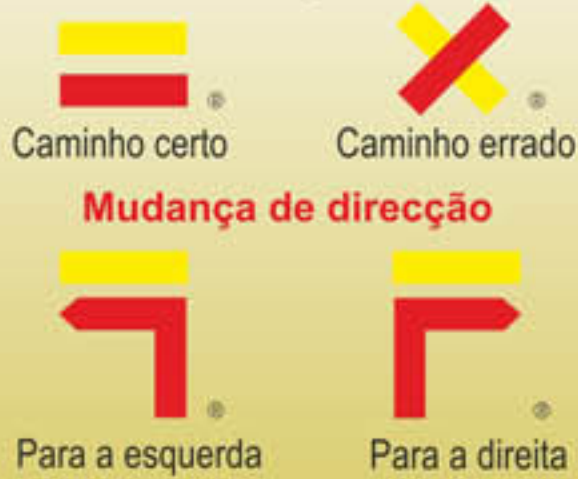 ® ®
Caminho certo Caminho errado
Mudança de direcção
® ®
Para a esquerda Para a direita